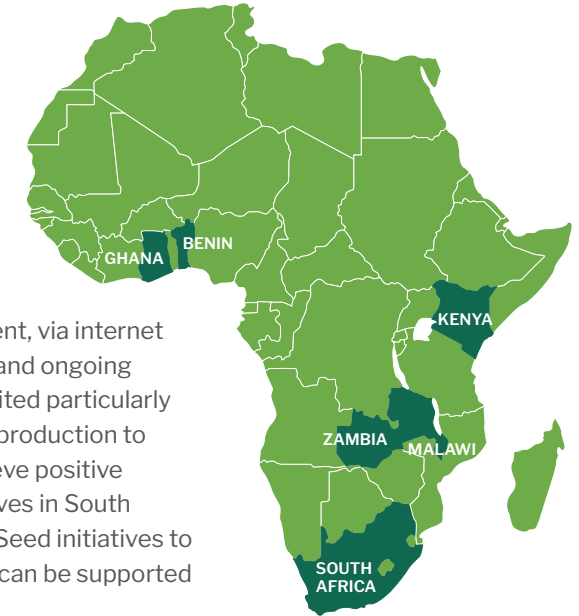 BENIN
GHANA
KENYA
ent, via internet
and ongoing
ited particularly
production to
eve positive
ves in South
Seed initiatives to
can be supported
ZAMBIA
MALAWI
SOUTH
AFRICA